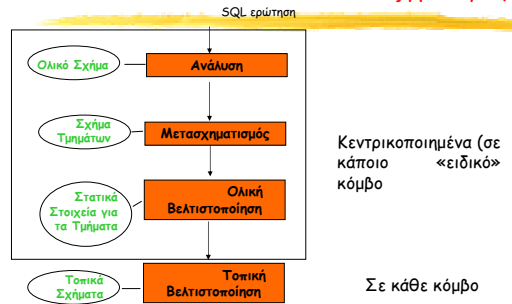 SQL ερώτηση
Ολικό Σχήμα
Ανάλυση
Σχήμα
Τμημάτων
Μετασχηματισμός
Στατικά
Στοιχεία για
τα Τμήματα
Ολική
Βελτιστοποίηση
Κεντρικοποιημένα (σε
κάποιο «ειδικό»
κόμβο
Τοπικά
Σχήματα
Τοπική
Βελτιστοποίηση
Σε κάθε κόμβο